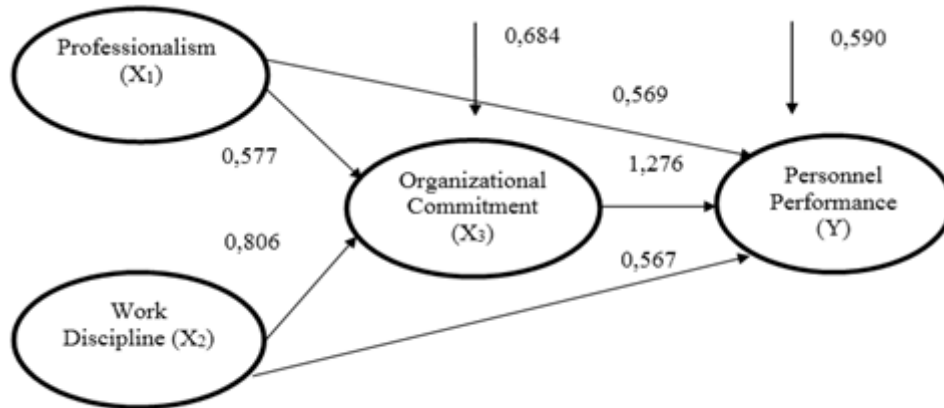 Professionalism
(X₁)
0,684
0,590
0,569
0,577
1,276
Organizational
Commitment
(X₃)
Personnel
Performance
(Y)
0,806
0,567
Work
Discipline (X₂)